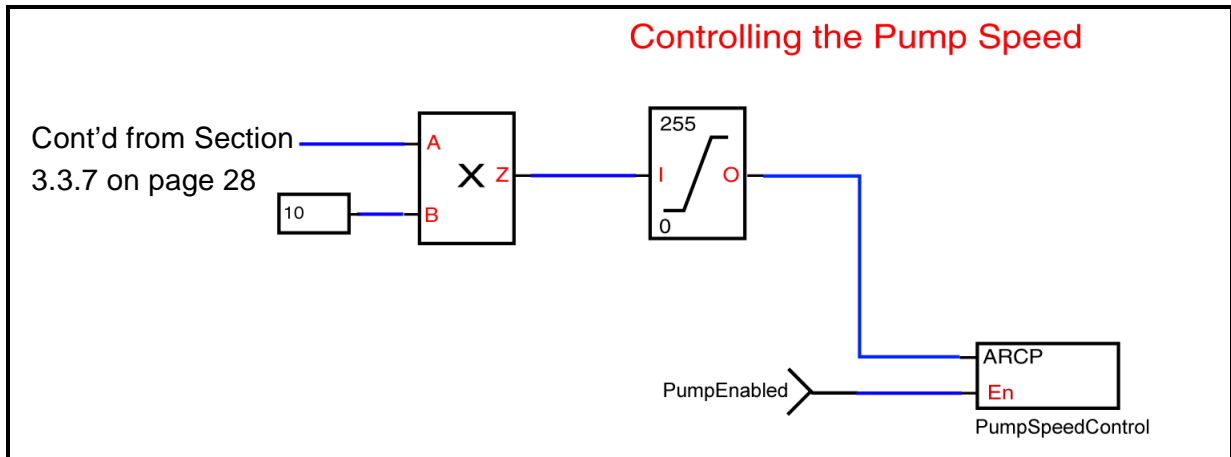 Controlling the Pump Speed
Cont'd from Section
3.3.7 on page 28
10
A
B
X
Z
255
I
O
0
ARCP
PumpEnabled
En
PumpSpeedControl